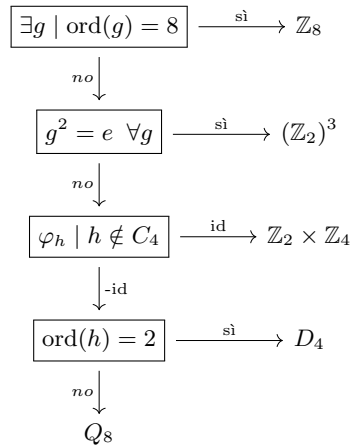 ∃g | ord(g) = 8 sì ℤ₈
no
g² = e ∀g sì (ℤ₂)³
no
φₕ | h ∉ C₄ id ℤ₂ × ℤ₄
-id
ord(h) = 2 sì D₄
no
Q₈